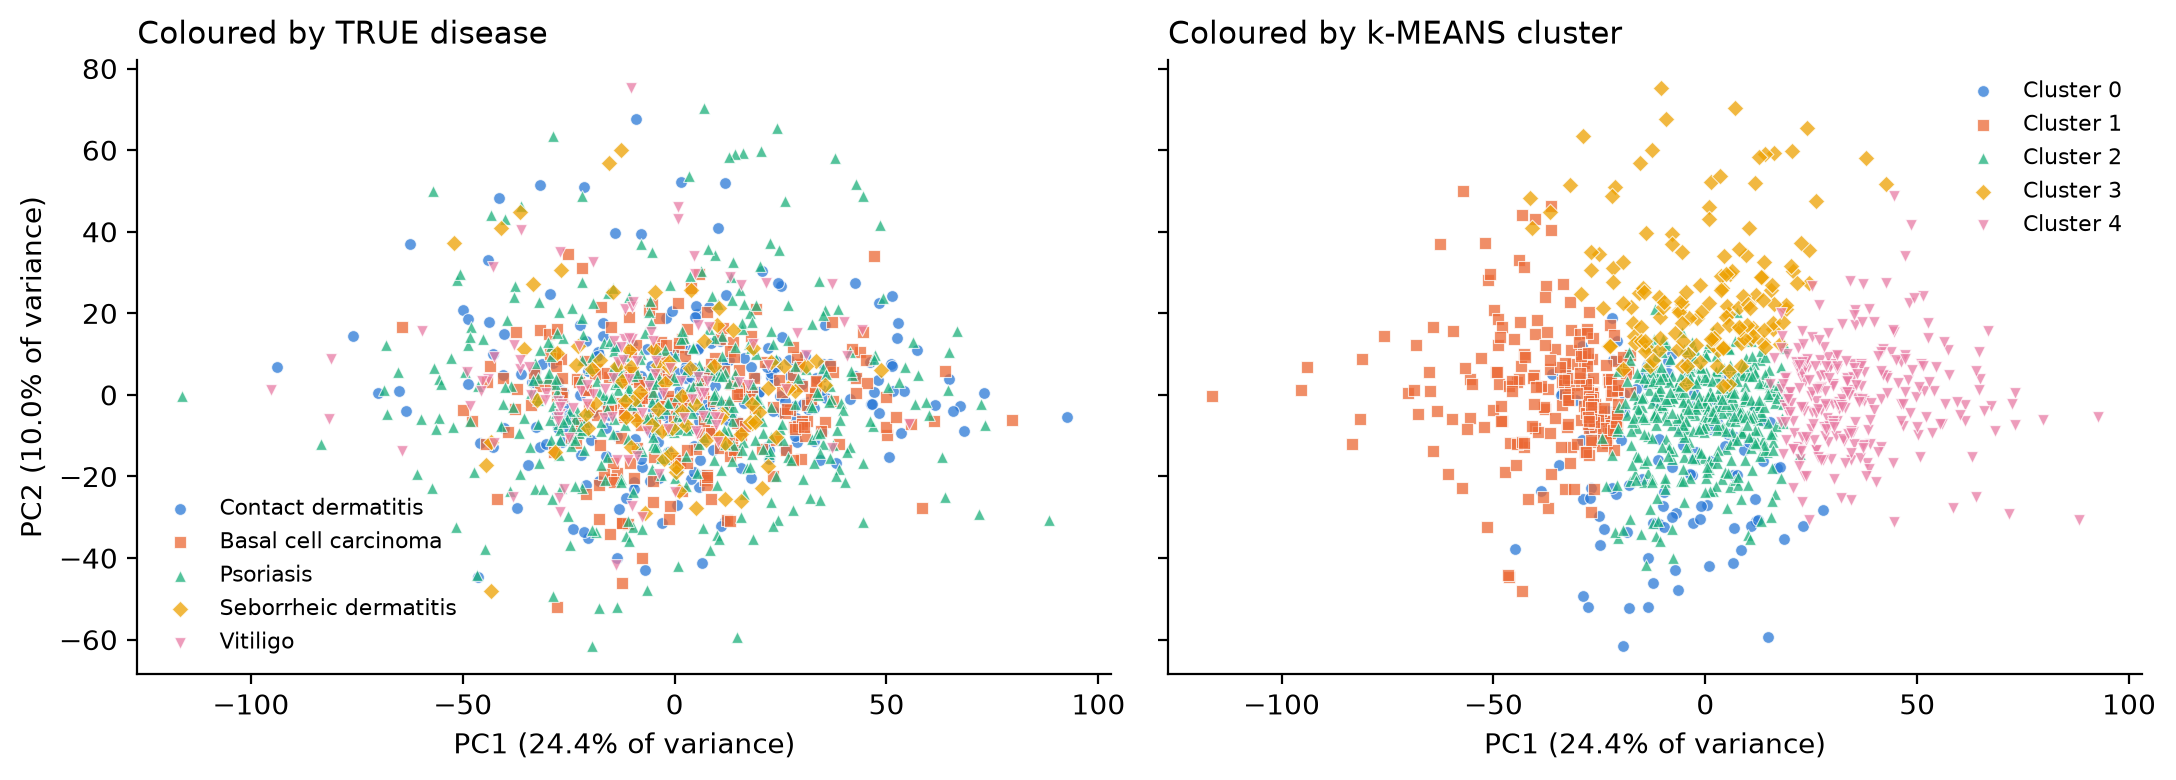 Coloured by TRUE disease
80
60
40
20
0
−20
−40
−60
PC2 (10.0% of variance)
Contact dermatitis
Basal cell carcinoma
Psoriasis
Seborrheic dermatitis
Vitiligo
−100
−50
0
50
100
PC1 (24.4% of variance)
Coloured by k-MEANS cluster
Cluster 0
Cluster 1
Cluster 2
Cluster 3
Cluster 4
−100
−50
0
50
100
PC1 (24.4% of variance)